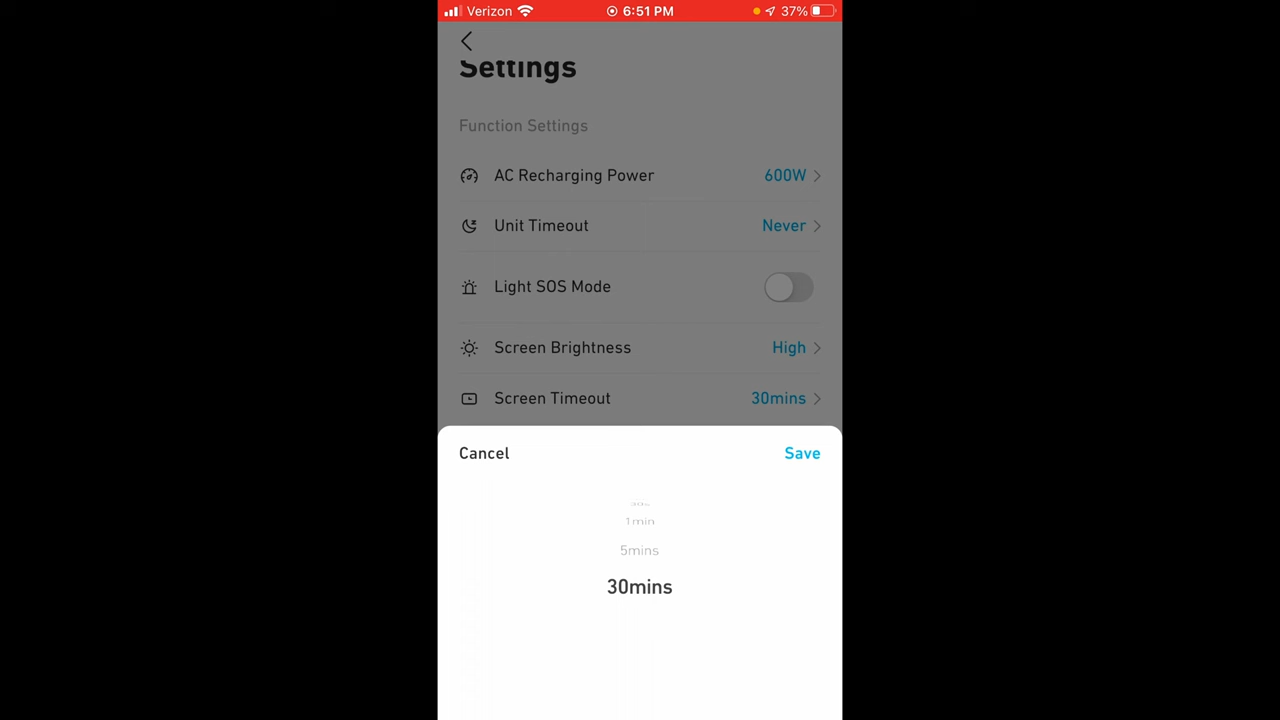 Verizon 6:51 PM 37%
Settings
Function Settings
AC Recharging Power 600W
Unit Timeout Never
Light SOS Mode
Screen Brightness High
Screen Timeout 30mins
Cancel Save
1min
5mins
30mins